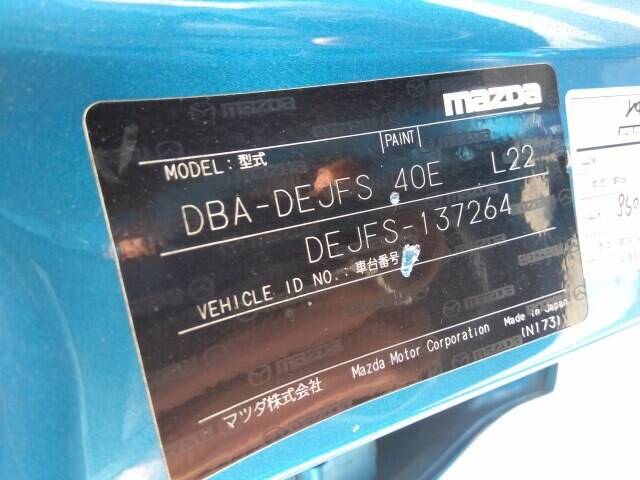 mazda
MODEL:型式 PAINT
DBA-DEJFS 40E L22
DEJFS-137264
VEHICLE ID NO.:車台番号
マツダ株式会社 Mazda Motor Corporation Made in Japan
(N173)